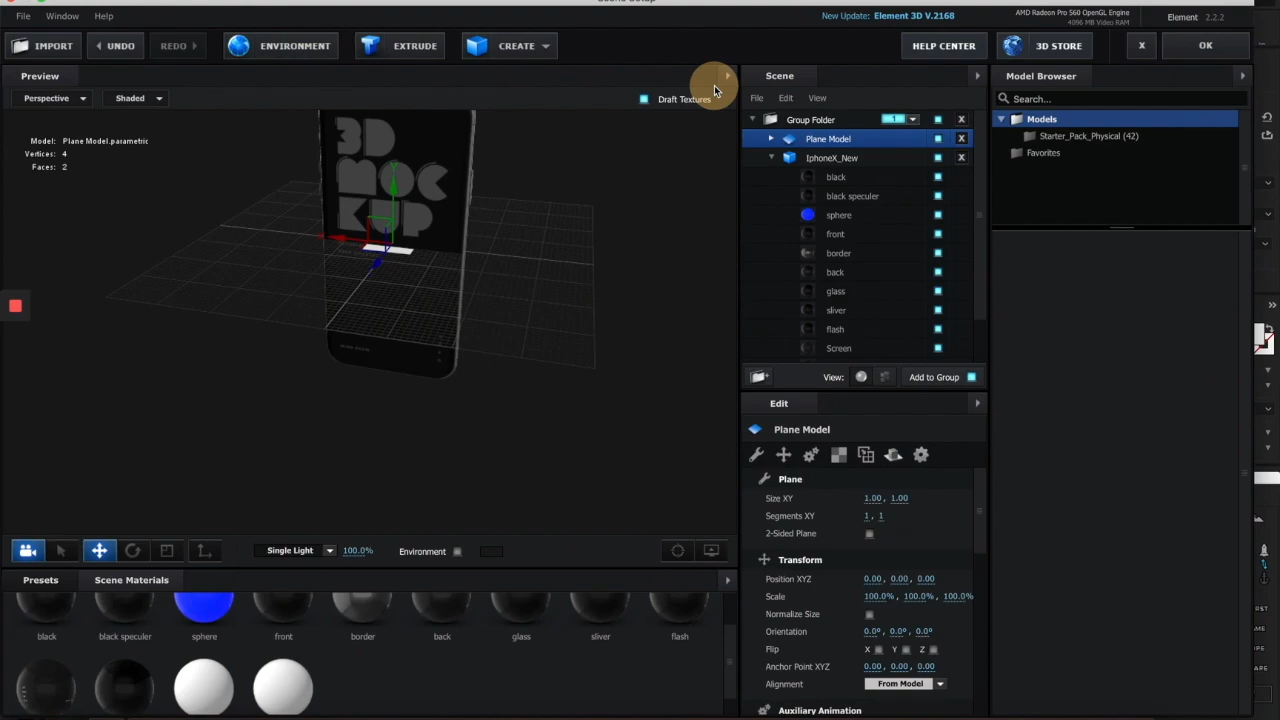 File Window Help
New Update: Element 3D V.2168
AMD Radeon Pro 560 OpenGL Engine
4096 MB Video RAM
Element 2.2.2
IMPORT UNDO REDO ENVIRONMENT EXTRUDE CREATE HELP CENTER 3D STORE X OK
Preview
Perspective Shaded Draft Textures
Model: Plane Model.parametric
Vertices: 4
Faces: 2
3D
MOC
KUP
Single Light 100.0% Environment
Presets Scene Materials
black black speculer sphere front border back glass sliver flash
Scene
File Edit View
Group Folder 1 X
Plane Model X
IphoneX_New X
black
black speculer
sphere
front
border
back
glass
sliver
flash
Screen
View: Add to Group
Edit
Plane Model
Plane
Size XY 1.00, 1.00
Segments XY 1, 1
2-Sided Plane
Transform
Position XYZ 0.00, 0.00, 0.00
Scale 100.0%, 100.0%, 100.0%
Normalize Size
Orientation 0.0°, 0.0°, 0.0°
Flip X Y Z
Anchor Point XYZ 0.00, 0.00, 0.00
Alignment From Model
Auxiliary Animation
Model Browser
Search...
Models
Starter_Pack_Physical (42)
Favorites